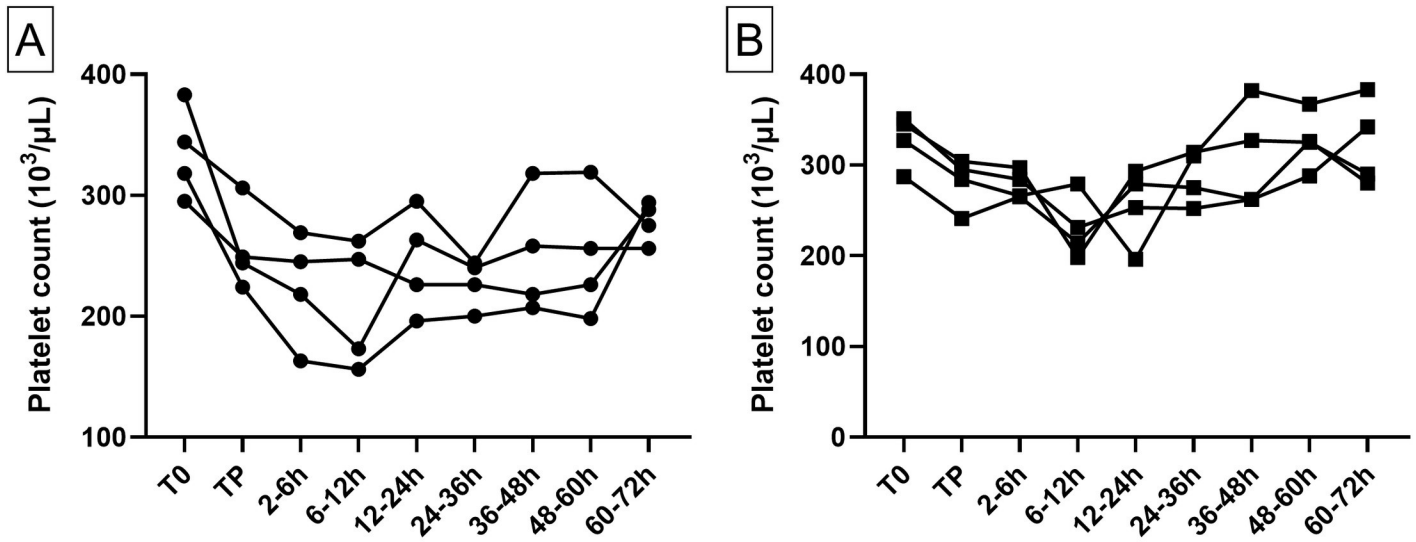 A
Platelet count (10³/µL)
400
300
200
100
T0
TP
2-6h
6-12h
12-24h
24-36h
36-48h
48-60h
60-72h
B
Platelet count (10³/µL)
400
300
200
100
0
T0
TP
2-6h
6-12h
12-24h
24-36h
36-48h
48-60h
60-72h